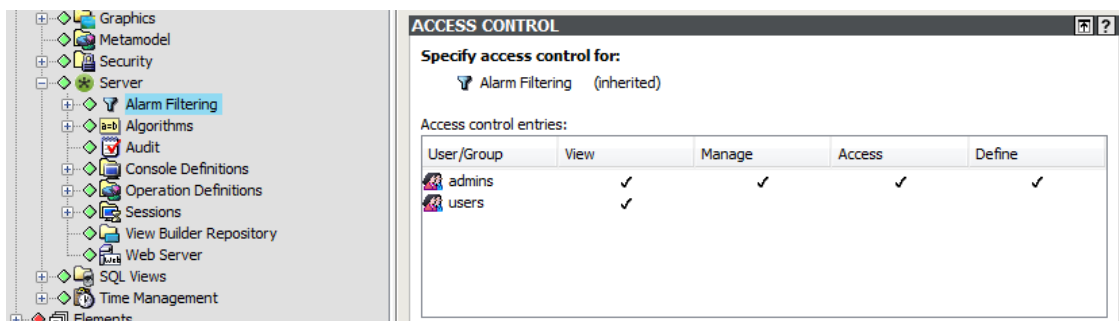 Graphics
Metamodel
Security
Server
Alarm Filtering
a=b Algorithms
Audit
Console Definitions
Operation Definitions
Sessions
View Builder Repository
Web Server
SQL Views
Time Management
Elements
ACCESS CONTROL ?
Specify access control for:
Alarm Filtering (inherited)
Access control entries:
User/Group View Manage Access Define
admins ✓ ✓ ✓ ✓
users ✓